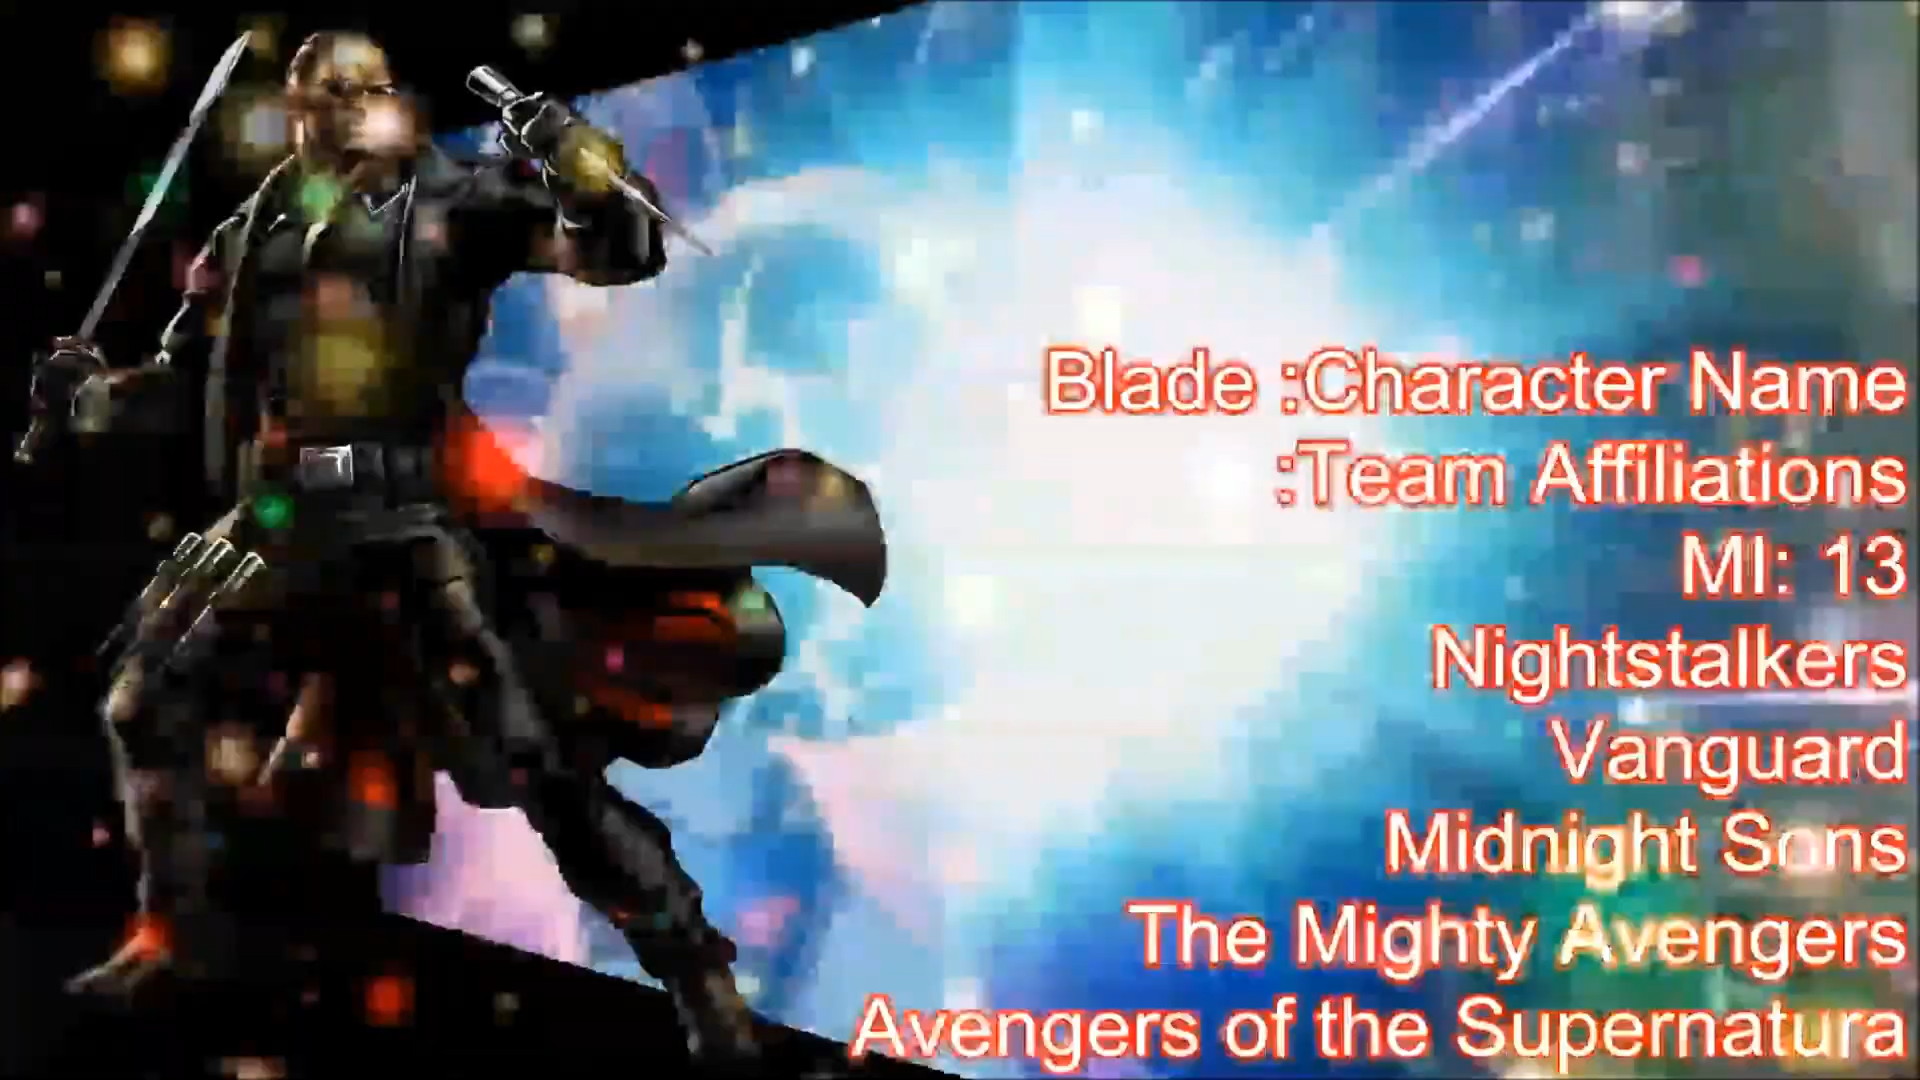 Blade :Character Name
:Team Affiliations
MI: 13
Nightstalkers
Vanguard
Midnight Sons
The Mighty Avengers
Avengers of the Supernatura